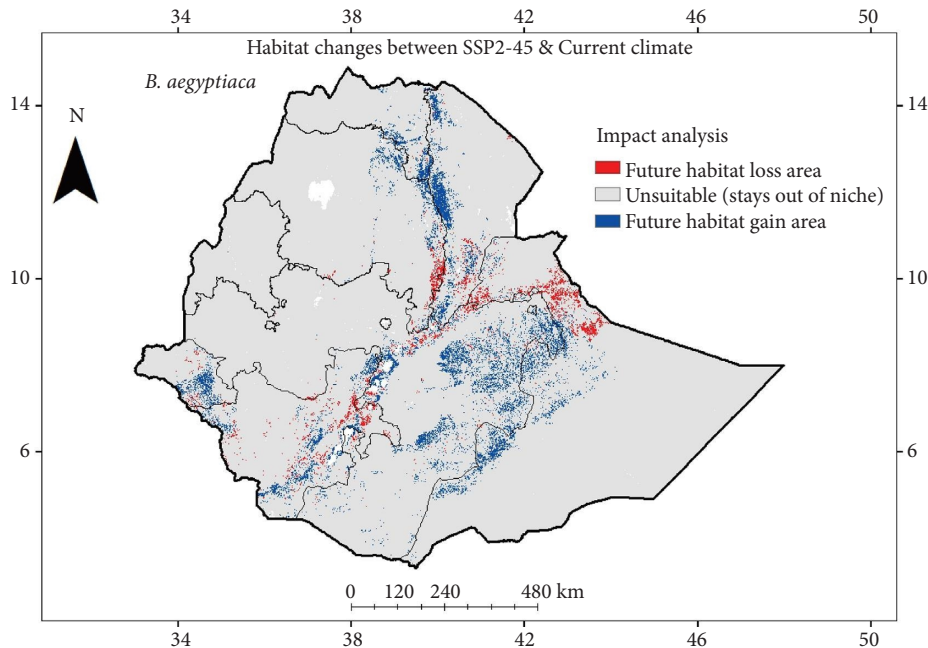 34 38 42 46 50
Habitat changes between SSP2-45 & Current climate
B. aegyptiaca
14 14
N
Impact analysis
Future habitat loss area
Unsuitable (stays out of niche)
Future habitat gain area
10 10
6 6
0 120 240 480 km
34 38 42 46 50